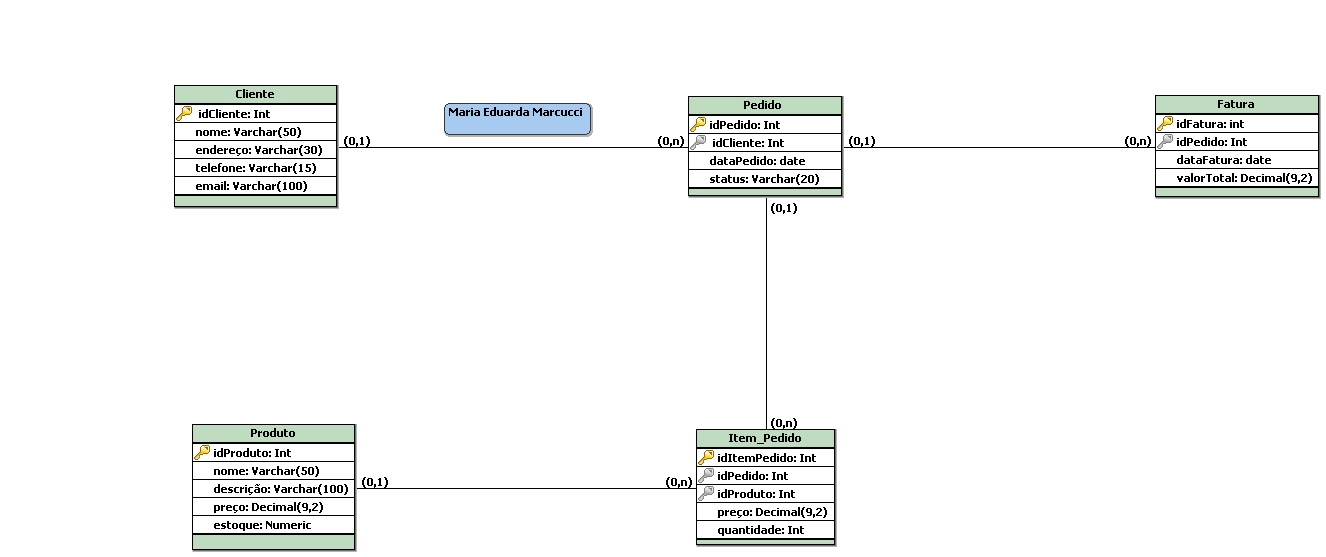 Cliente
idCliente: Int
nome: Varchar(50)
endereço: Varchar(30)
telefone: Varchar(15)
email: Varchar(100)
(0,1)
Maria Eduarda Marcucci
(0,n)
Pedido
idPedido: Int
idCliente: Int
dataPedido: date
status: Varchar(20)
(0,1)
(0,n)
Fatura
idFatura: int
idPedido: Int
dataFatura: date
valorTotal: Decimal(9,2)
(0,1)
(0,n)
Produto
idProduto: Int
nome: Varchar(50)
descrição: Varchar(100)
preço: Decimal(9,2)
estoque: Numeric
(0,1)
(0,n)
Item_Pedido
idItemPedido: Int
idPedido: Int
idProduto: Int
preço: Decimal(9,2)
quantidade: Int